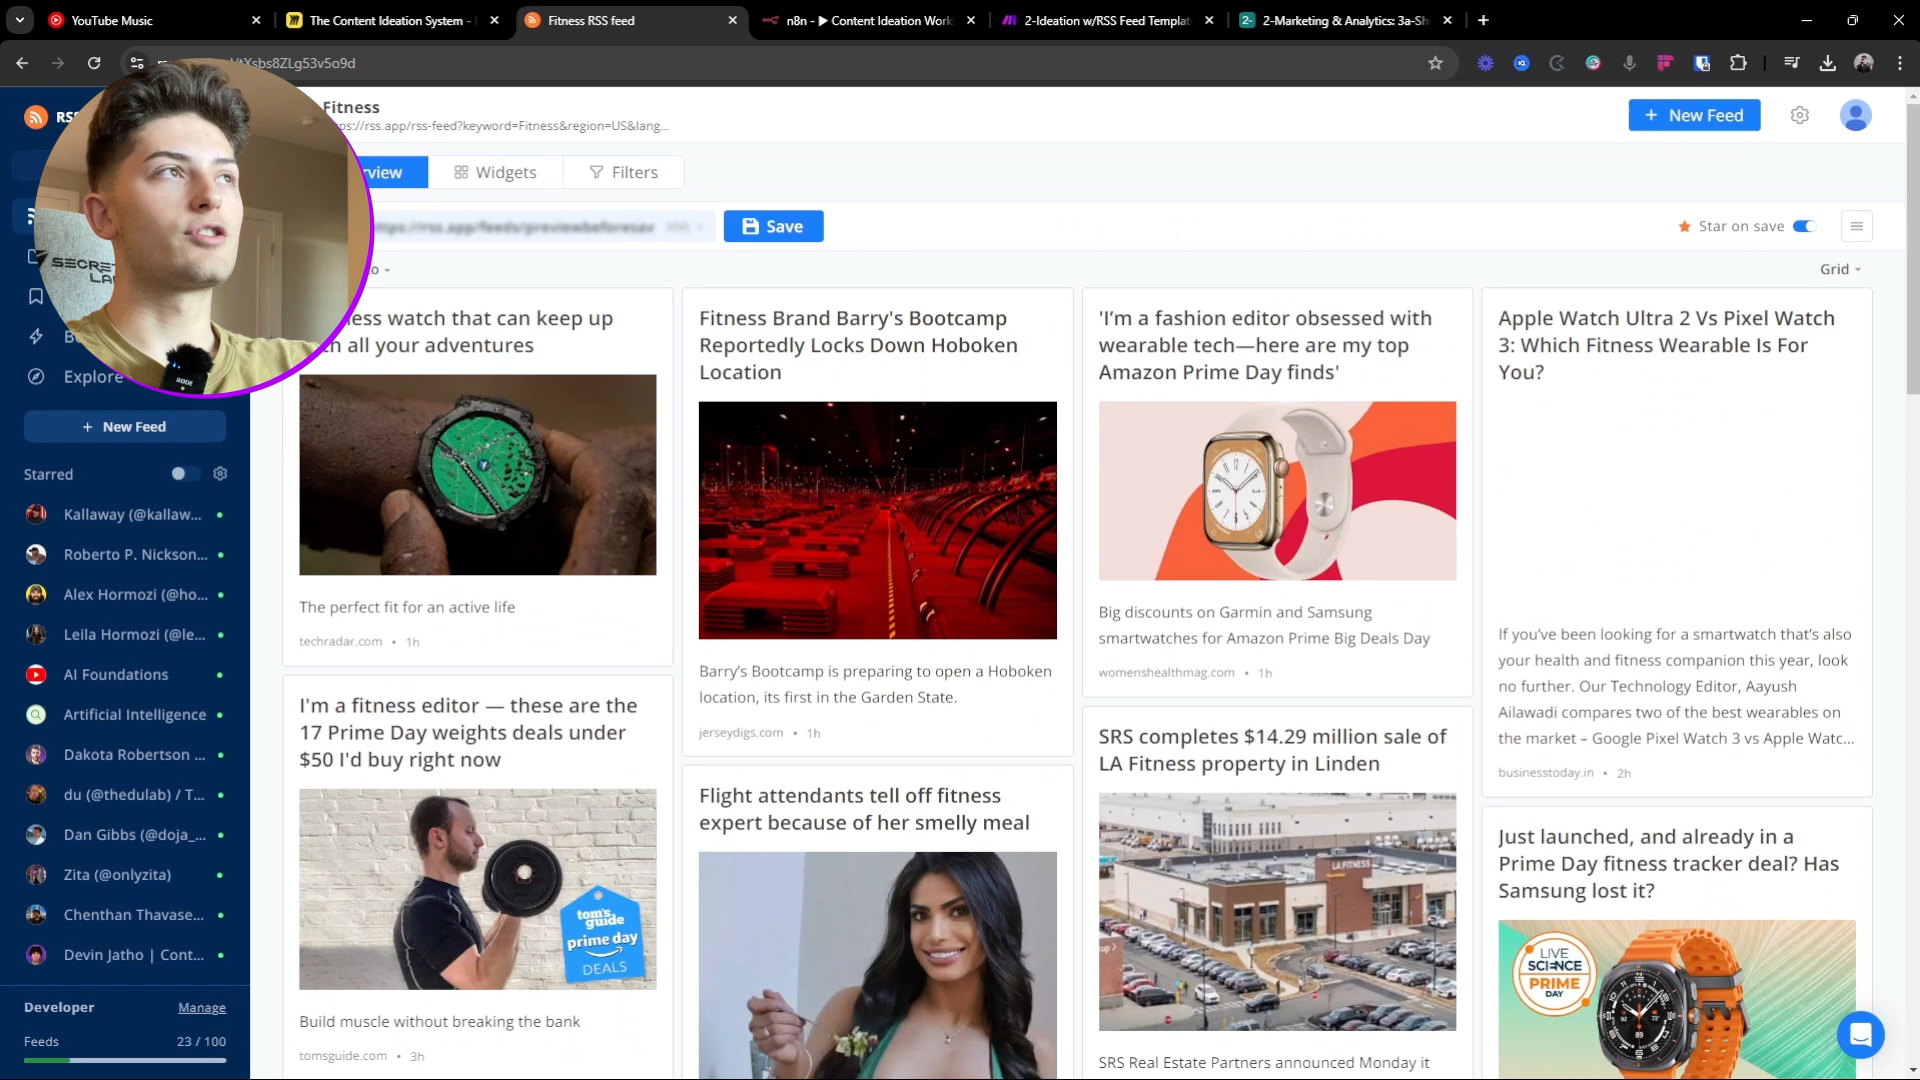 YouTube Music
The Content Ideation System -
Fitness RSS feed
n8n - ▶ Content Ideation Work
2-Ideation w/RSS Feed Templat
2-Marketing & Analytics: 3a-Sh
Xsbs8ZLg53v5o9d
Fitness
ps://rss.app/rss-feed?keyword=Fitness&region=US&lang...
+ New Feed
rview
Widgets
Filters
https://rss.app/feeds/previewbeforesav
Save
Star on save
Grid
ess watch that can keep up
h all your adventures
The perfect fit for an active life
techradar.com • 1h
Fitness Brand Barry's Bootcamp
Reportedly Locks Down Hoboken
Location
Barry's Bootcamp is preparing to open a Hoboken
location, its first in the Garden State.
jerseydigs.com • 1h
'I'm a fashion editor obsessed with
wearable tech—here are my top
Amazon Prime Day finds'
Big discounts on Garmin and Samsung
smartwatches for Amazon Prime Big Deals Day
womenshealthmag.com • 1h
Apple Watch Ultra 2 Vs Pixel Watch
3: Which Fitness Wearable Is For
You?
If you've been looking for a smartwatch that's also
your health and fitness companion this year, look
no further. Our Technology Editor, Aayush
Ailawadi compares two of the best wearables on
the market – Google Pixel Watch 3 vs Apple Watc...
businesstoday.in • 2h
I'm a fitness editor — these are the
17 Prime Day weights deals under
$50 I'd buy right now
tom's
guide
prime day
DEALS
Build muscle without breaking the bank
tomsguide.com • 3h
Flight attendants tell off fitness
expert because of her smelly meal
SRS completes $14.29 million sale of
LA Fitness property in Linden
LA FITNESS
SRS Real Estate Partners announced Monday it
Just launched, and already in a
Prime Day fitness tracker deal? Has
Samsung lost it?
LIVE
SCIENCE
PRIME
DAY
RSS
SECRET
LA
RODE
Explore
+ New Feed
Starred
Kallaway (@kallaw...
Roberto P. Nickson...
Alex Hormozi (@ho...
Leila Hormozi (@le...
AI Foundations
Artificial Intelligence
Dakota Robertson ...
du (@thedulab) / T...
Dan Gibbs (@doja_...
Zita (@onlyzita)
Chenthan Thavase...
Devin Jatho | Cont...
Developer
Manage
Feeds
23 / 100